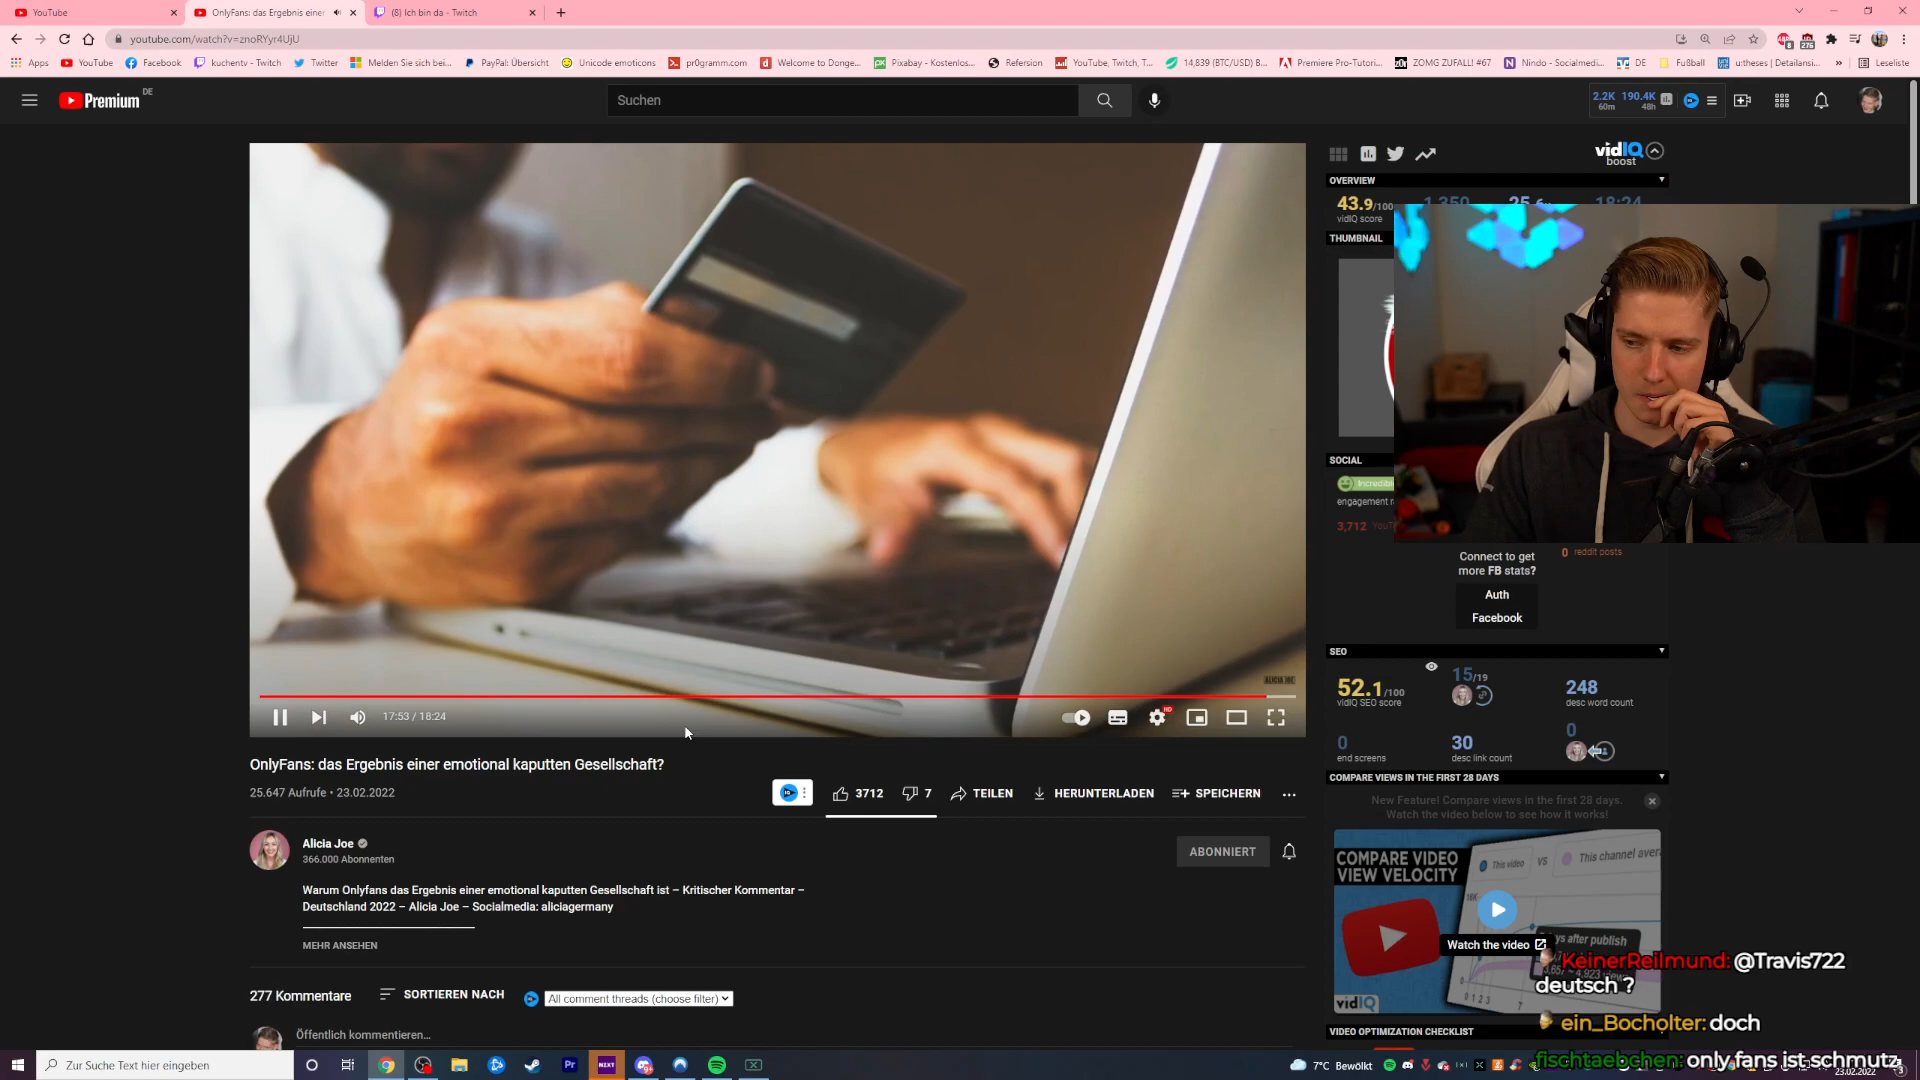 YouTube
OnlyFans: das Ergebnis einer
(8) Ich bin da - Twitch
youtube.com/watch?v=znoRYyr4UjU
Apps
YouTube
Facebook
kuchentv - Twitch
Twitter
Melden Sie sich bei...
PayPal: Übersicht
Unicode emoticons
pr0gramm.com
Welcome to Donge...
Pixabay - Kostenlos...
Refersion
YouTube, Twitch, T...
14,839 (BTC/USD) B...
Premiere Pro-Tutori...
ZOMG ZUFALL! #67
Nindo - Socialmedi...
DE
Fußball
u:theses | Detailansi...
Leseliste
Premium DE
Suchen
2.2K 190.4K
60m 48h
vidIQ
boost
OVERVIEW
43.9/100 1,350 18:24
vidIQ score
THUMBNAIL
SOCIAL
Incredibl
engagement r
3,712
0 reddit posts
Connect to get
more FB stats?
Auth
Facebook
ALICIA JOE
17:53 / 18:24
HD
SEO
52.1/100
vidIQ SEO score
15/19
248
desc word count
0
end screens
30
desc link count
0
OnlyFans: das Ergebnis einer emotional kaputten Gesellschaft?
25.647 Aufrufe • 23.02.2022
3712
7
TEILEN
HERUNTERLADEN
SPEICHERN
COMPARE VIEWS IN THE FIRST 28 DAYS
New Feature! Compare views in the first 28 days.
Watch the video below to see how it works!
COMPARE VIDEO
VIEW VELOCITY
This video
VS
This channel avera
Watch the video
ys after publish
vidIQ
Alicia Joe
366.000 Abonnenten
ABONNIERT
Warum Onlyfans das Ergebnis einer emotional kaputten Gesellschaft ist – Kritischer Kommentar –
Deutschland 2022 – Alicia Joe – Socialmedia: aliciagermany
MEHR ANSEHEN
277 Kommentare
SORTIEREN NACH
All comment threads (choose filter)
Öffentlich kommentieren...
VIDEO OPTIMIZATION CHECKLIST
KeinerReilmund: @Travis722
deutsch ?
ein_Bocholter: doch
fischtaebchen: only fans ist schmutz
Zur Suche Text hier eingeben
Pr
7°C Bewölkt
23.02.2022